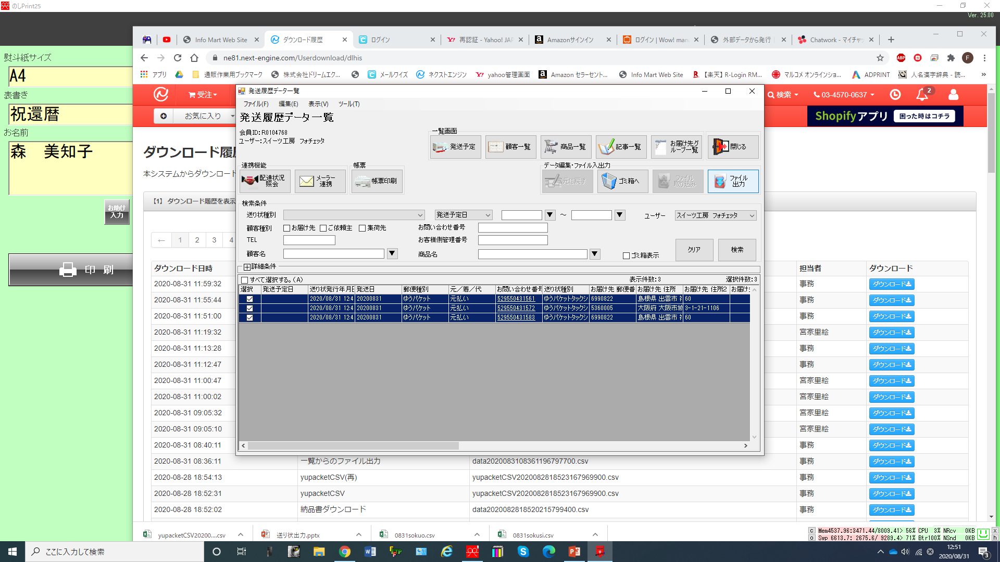 のしPrint25
Ver. 25.00
熨斗紙サイズ
A4
表書き
祝還暦
お名前
森　美知子
お助け
入力
印 刷
Info Mart Web Site
ダウンロード履歴
ログイン
再認証 - Yahoo! JAP
Amazonサインイン
ログイン | Wow! man
外部データから発行
Chatwork - マイチャッ
ne81.next-engine.com/Userdownload/dlhis
アプリ
通販作業用ブックマーク
株式会社ドリームエク...
メールワイズ
ネクストエンジン
yahoo管理画面
Amazon セラーセント...
Info Mart Web Site
【楽天】R-Login RM...
マルコメ オンラインショ...
ADPRINT
人名漢字辞典 - 読...
受注
検索
03-4570-0637
2
お気に入り
Shopifyアプリ 困った時はコチラ
ダウンロード履
本システムからダウンロード
【1】 ダウンロード履歴を表示
← 1 2 3 4
発送履歴データ一覧
ファイル(F) 編集(E) 表示(V) ツール(T)
発送履歴データ一覧
会員ID:R0104768
ユーザー:スイーツ工房　フォチェッタ
一覧画面
発送予定 顧客一覧 商品一覧 記事一覧 お届け先グループ一覧 閉じる
連携機能
配達状況照会 メーラー連携
帳票
帳票印刷
データ編集・ファイル入出力
元に戻す ゴミ箱へ ファイル取り込み ファイル出力
検索条件
送り状種別 発送予定日 ～ ユーザー スイーツ工房　フォチェッタ
顧客種別 お届け先 ご依頼主 集荷先 お問い合わせ番号
TEL お客様側管理番号
顧客名 商品名 ゴミ箱表示 クリア 検索
詳細条件
すべて選択する。(A) 表示件数:3 選択件数:3
選択 発送予定日 送り状発行年月日 発送日 郵便種別 元／着／代 お問い合わせ番号 送り状種別 お届け先 郵便番 お届け先 住所 お届け先 住所2 お届け
2020/08/31 12:4 20200831 ゆうパケット 元払い 529550431561 ゆうパケットタックシ 6990822 島根県 出雲市 60
2020/08/31 12:4 20200831 ゆうパケット 元払い 529550431572 ゆうパケットタックシ 5360005 大阪府 大阪市城 3-1-21-1106
2020/08/31 12:4 20200831 ゆうパケット 元払い 529550431583 ゆうパケットタックシ 6990822 島根県 出雲市 60
ダウンロード日時 担当者 ダウンロード
2020-08-31 11:59:32 事務 ダウンロード
2020-08-31 11:55:44 事務 ダウンロード
2020-08-31 11:51:00 事務 ダウンロード
2020-08-31 11:19:32 宮家里絵 ダウンロード
2020-08-31 11:13:28 事務 ダウンロード
2020-08-31 11:12:47 事務 ダウンロード
2020-08-31 11:00:47 宮家里絵 ダウンロード
2020-08-31 11:00:02 宮家里絵 ダウンロード
2020-08-31 09:05:32 宮家里絵 ダウンロード
2020-08-31 09:05:10 宮家里絵 ダウンロード
2020-08-31 08:40:11 事務 ダウンロード
2020-08-31 08:36:11 一覧からのファイル出力 data2020083108361196797700.csv 事務 ダウンロード
2020-08-28 18:54:13 yupacketCSV(再) yupacketCSV2020082818523167969900.csv 事務 ダウンロード
2020-08-28 18:52:31 yupacketCSV yupacketCSV2020082818523167969900.csv 事務 ダウンロード
2020-08-28 18:52:02 納品書ダウンロード data2020082818520215799400.csv 事務 ダウンロード
yupacketCSV20200....csv
送り状出力.pptx
0831sokuo.csv
0831sokusi.csv
Mem4537.96:3471.44/8009.41> 56% CPU 3% NRcv 0KB
Swp 6613.7: 2675.6/ 9289.4> 71% Btr100% NSnd 0KB
ここに入力して検索
12:51
2020/08/31
3